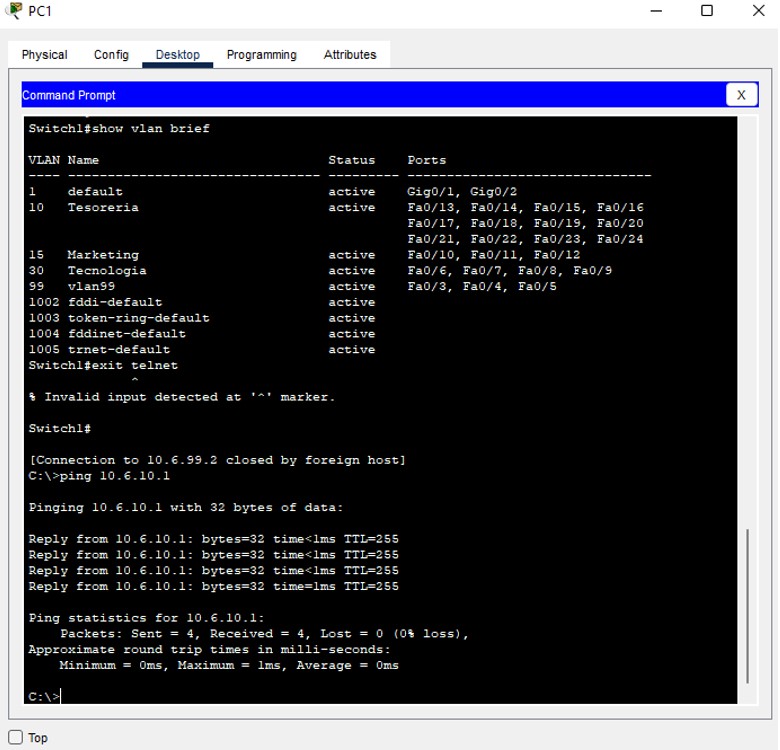 PC1
Physical Config Desktop Programming Attributes
Command Prompt X
Switch1#show vlan brief
VLAN Name                             Status    Ports
---- -------------------------------- --------- -------------------------------
1    default                          active    Gig0/1, Gig0/2
10   Tesoreria                        active    Fa0/13, Fa0/14, Fa0/15, Fa0/16
                                                Fa0/17, Fa0/18, Fa0/19, Fa0/20
                                                Fa0/21, Fa0/22, Fa0/23, Fa0/24
15   Marketing                        active    Fa0/10, Fa0/11, Fa0/12
30   Tecnologia                       active    Fa0/6, Fa0/7, Fa0/8, Fa0/9
99   vlan99                           active    Fa0/3, Fa0/4, Fa0/5
1002 fddi-default                     active
1003 token-ring-default               active
1004 fddinet-default                  active
1005 trnet-default                    active
Switch1#exit telnet
             ^
% Invalid input detected at '^' marker.
Switch1#
[Connection to 10.6.99.2 closed by foreign host]
C:\>ping 10.6.10.1
Pinging 10.6.10.1 with 32 bytes of data:
Reply from 10.6.10.1: bytes=32 time<1ms TTL=255
Reply from 10.6.10.1: bytes=32 time<1ms TTL=255
Reply from 10.6.10.1: bytes=32 time<1ms TTL=255
Reply from 10.6.10.1: bytes=32 time=1ms TTL=255
Ping statistics for 10.6.10.1:
    Packets: Sent = 4, Received = 4, Lost = 0 (0% loss),
Approximate round trip times in milli-seconds:
    Minimum = 0ms, Maximum = 1ms, Average = 0ms
C:\>
Top